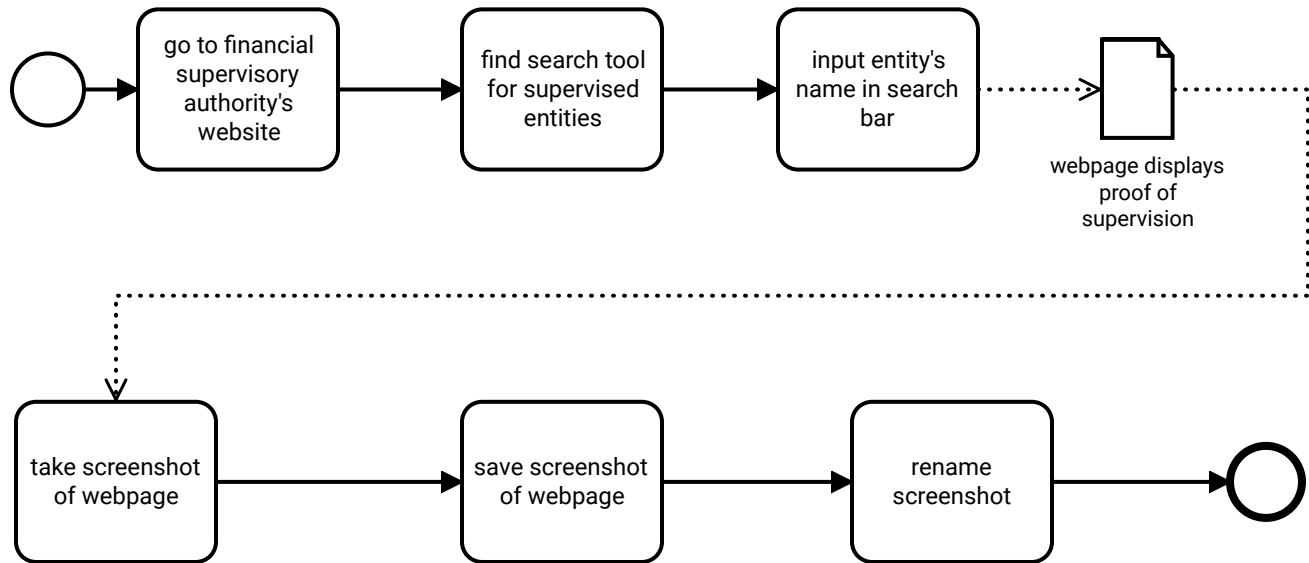 go to financial
supervisory
authority's
website
find search tool
for supervised
entities
input entity's
name in search
bar
webpage displays
proof of
supervision
take screenshot
of webpage
save screenshot
of webpage
rename
screenshot